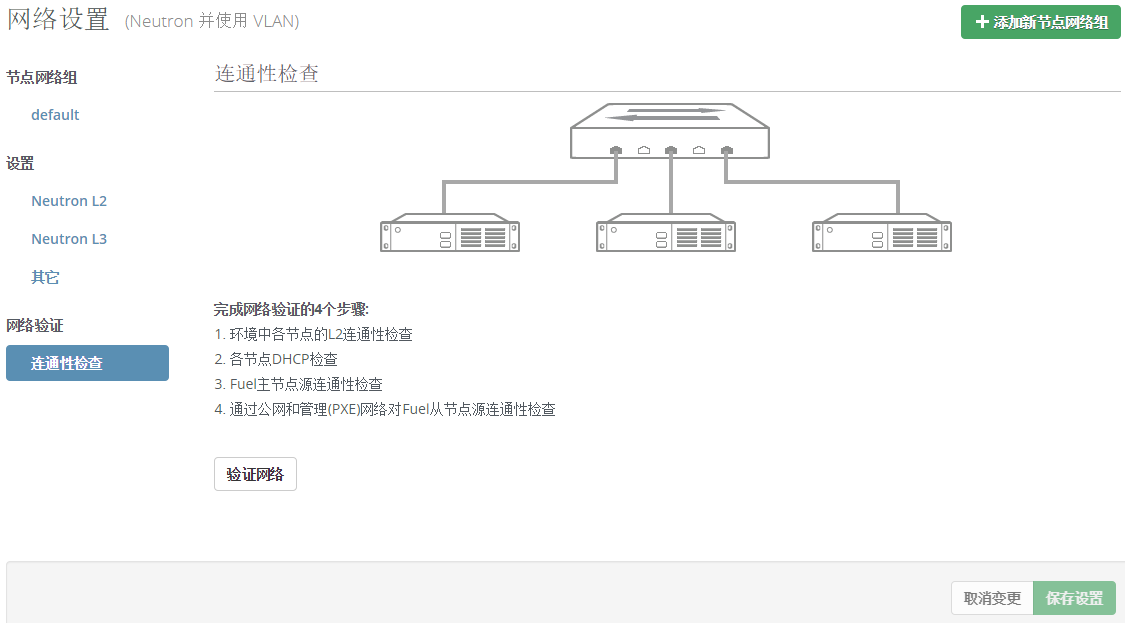 网络设置 (Neutron 并使用 VLAN)
+ 添加新节点网络组
节点网络组
default
设置
Neutron L2
Neutron L3
其它
网络验证
连通性检查
连通性检查
完成网络验证的4个步骤:
1. 环境中各节点的L2连通性检查
2. 各节点DHCP检查
3. Fuel主节点源连通性检查
4. 通过公网和管理(PXE)网络对Fuel从节点源连通性检查
验证网络
取消变更
保存设置